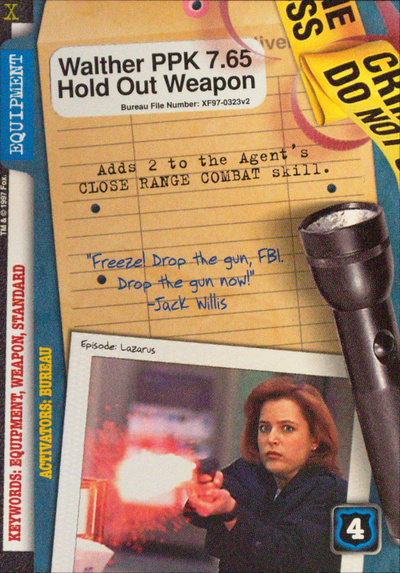 X
EQUIPMENT
Walther PPK 7.65
Hold Out Weapon
Bureau File Number: XF97-0323v2
Adds 2 to the Agent's
CLOSE RANGE COMBAT skill.
"Freeze! Drop the gun, FBI.
Drop the gun now!"
-Jack Willis
Episode: Lazarus
4
TM & © 1997 Fox.
KEYWORDS: EQUIPMENT, WEAPON, STANDARD
ACTIVATORS: BUREAU
DO NOT